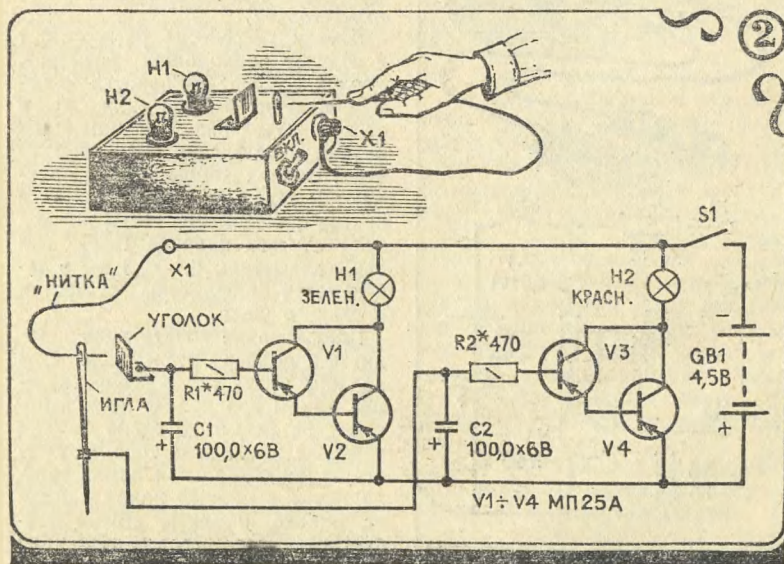 2
H1
H2
X1
ВКЛ.
S1
X1
H1
ЗЕЛЕН.
H2
КРАСН.
„НИТКА“
УГОЛОК
V1
R2*470
V3
GB1
4,5В
-
ИГЛА
R1*470
C1
100,0×6В
+
V2
C2
100,0×6В
+
V4
+
V1÷V4 МП25А